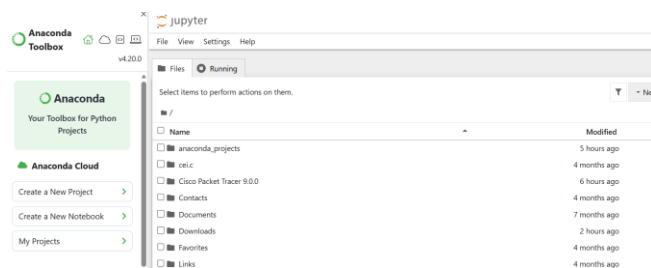 Anaconda
Toolbox
v4.20.0
Anaconda
Your Toolbox for Python
Projects
Anaconda Cloud
Create a New Project
Create a New Notebook
My Projects
jupyter
File View Settings Help
Files Running
Select items to perform actions on them.
Ne
/
Name Modified
anaconda_projects 5 hours ago
cei.c 4 months ago
Cisco Packet Tracer 9.0.0 6 hours ago
Contacts 4 months ago
Documents 7 months ago
Downloads 2 hours ago
Favorites 4 months ago
Links 4 months ago